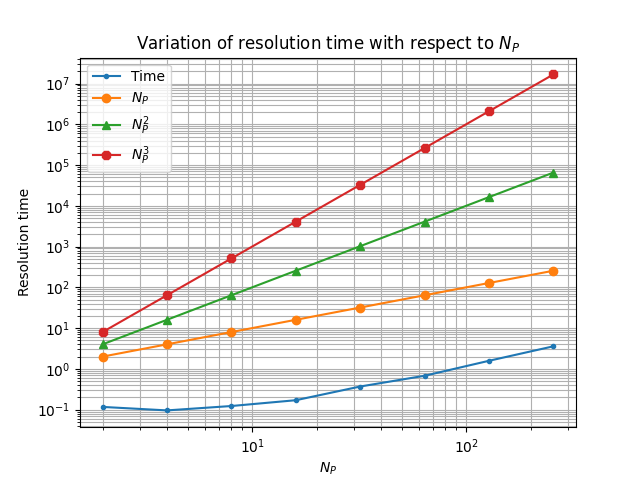 Variation of resolution time with respect to N_P
Time
N_P
N_P^2
N_P^3
Resolution time
10^7
10^6
10^5
10^4
10^3
10^2
10^1
10^0
10^-1
10^1
10^2
N_P